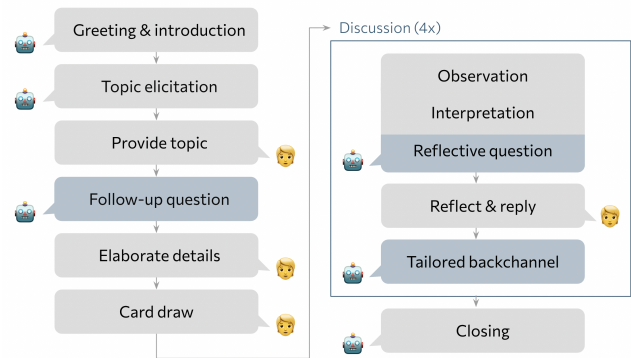 Greeting & introduction
Topic elicitation
Provide topic
Follow-up question
Elaborate details
Card draw
Discussion (4x)
Observation
Interpretation
Reflective question
Reflect & reply
Tailored backchannel
Closing